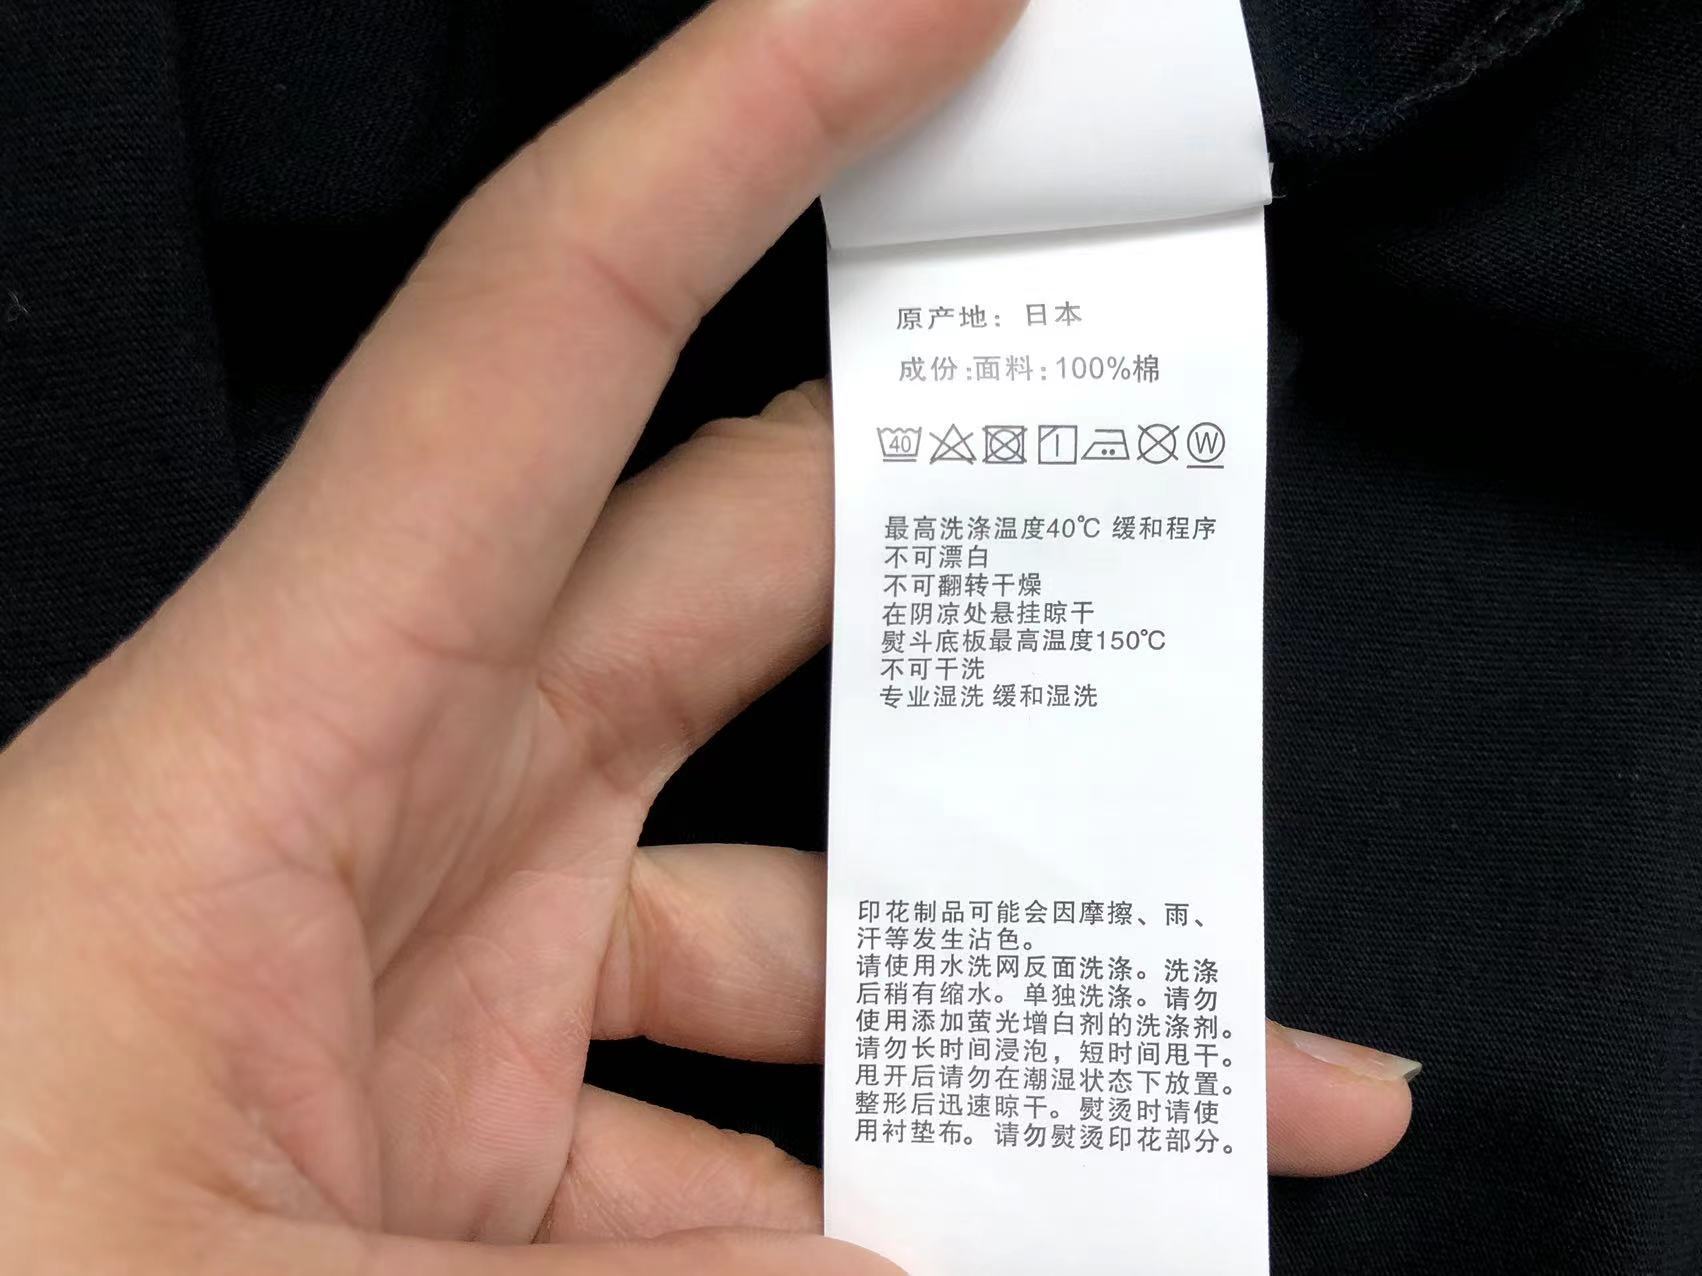 原产地：日本
成份:面料:100%棉
40 W
最高洗涤温度40℃ 缓和程序
不可漂白
不可翻转干燥
在阴凉处悬挂晾干
熨斗底板最高温度150℃
不可干洗
专业湿洗 缓和湿洗
印花制品可能会因摩擦、雨、
汗等发生沾色。
请使用水洗网反面洗涤。洗涤
后稍有缩水。单独洗涤。请勿
使用添加萤光增白剂的洗涤剂。
请勿长时间浸泡，短时间甩干。
甩开后请勿在潮湿状态下放置。
整形后迅速晾干。熨烫时请使
用衬垫布。请勿熨烫印花部分。